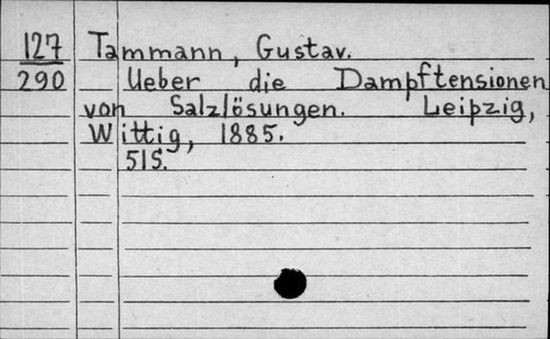 127 Tammann, Gustav.
290 Ueber die Dampftensionen
von Salzlösungen. Leipzig,
Wittig, 1885.
51S.